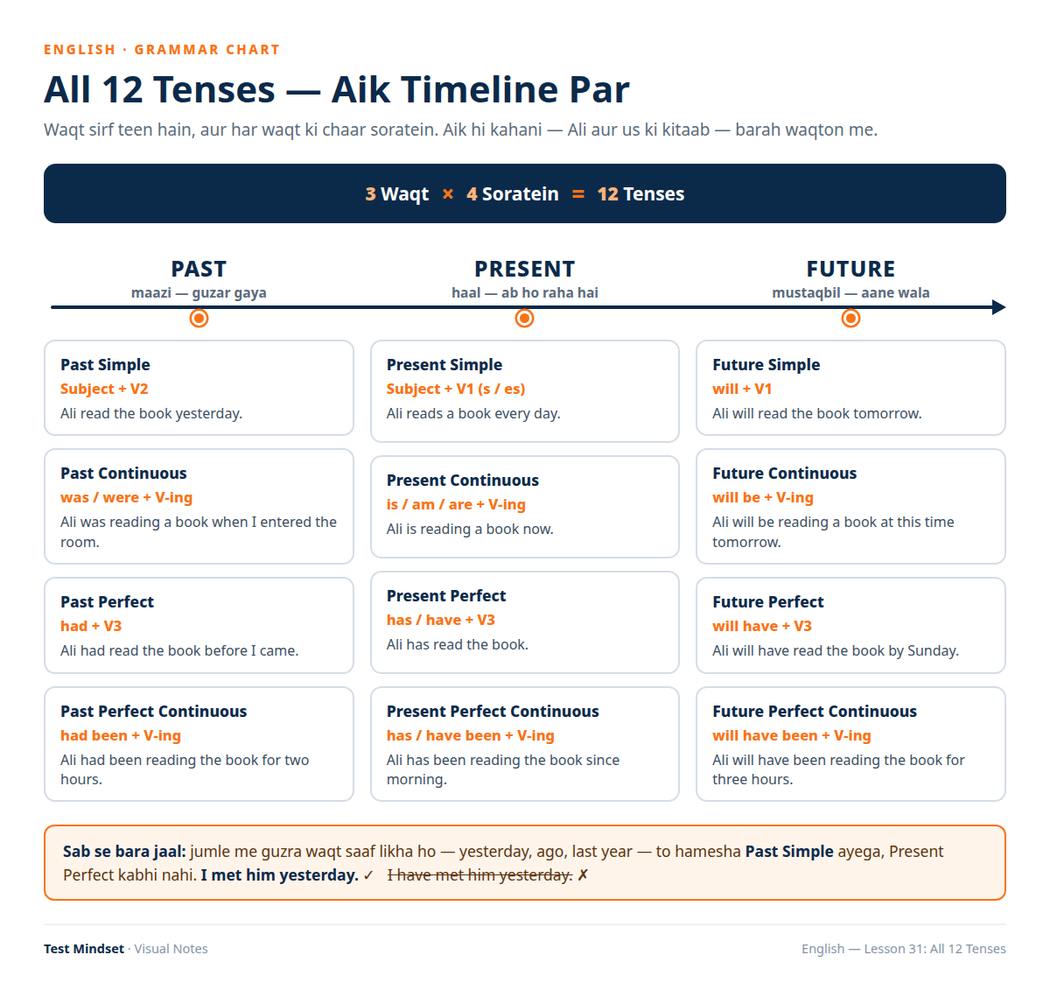 ENGLISH · GRAMMAR CHART
All 12 Tenses — Aik Timeline Par
Waqt sirf teen hain, aur har waqt ki chaar soratein. Aik hi kahani — Ali aur us ki kitaab — barah waqton me.
3 Waqt × 4 Soratein = 12 Tenses
PAST
maazi — guzar gaya
PRESENT
haal — ab ho raha hai
FUTURE
mustaqbil — aane wala
Past Simple
Subject + V2
Ali read the book yesterday.
Past Continuous
was / were + V-ing
Ali was reading a book when I entered the
room.
Past Perfect
had + V3
Ali had read the book before I came.
Past Perfect Continuous
had been + V-ing
Ali had been reading the book for two
hours.
Present Simple
Subject + V1 (s / es)
Ali reads a book every day.
Present Continuous
is / am / are + V-ing
Ali is reading a book now.
Present Perfect
has / have + V3
Ali has read the book.
Present Perfect Continuous
has / have been + V-ing
Ali has been reading the book since
morning.
Future Simple
will + V1
Ali will read the book tomorrow.
Future Continuous
will be + V-ing
Ali will be reading a book at this time
tomorrow.
Future Perfect
will have + V3
Ali will have read the book by Sunday.
Future Perfect Continuous
will have been + V-ing
Ali will have been reading the book for
three hours.
Sab se bara jaal: jumle me guzra waqt saaf likha ho — yesterday, ago, last year — to hamesha Past Simple ayega, Present
Perfect kabhi nahi. I met him yesterday. ✓ I have met him yesterday. ✗
Test Mindset · Visual Notes
English — Lesson 31: All 12 Tenses